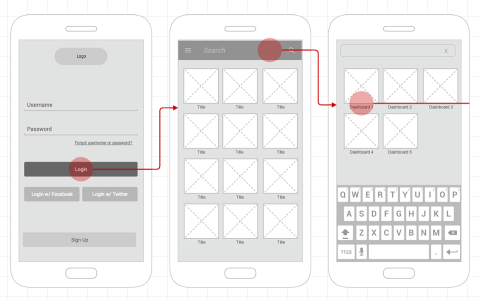 Logo
Username
Password
Forgot username or password?
Login
Login w/ Facebook
Login w/ Twitter
Sign Up
Search
Title Title Title
Title Title Title
Title Title Title
Title Title Title
X
Dashboard 1 Dashboard 2 Dashboard 3
Dashboard 4 Dashboard 5
Q W E R T Y U I O P
A S D F G H J K L
Z X C V B N M
?123 .